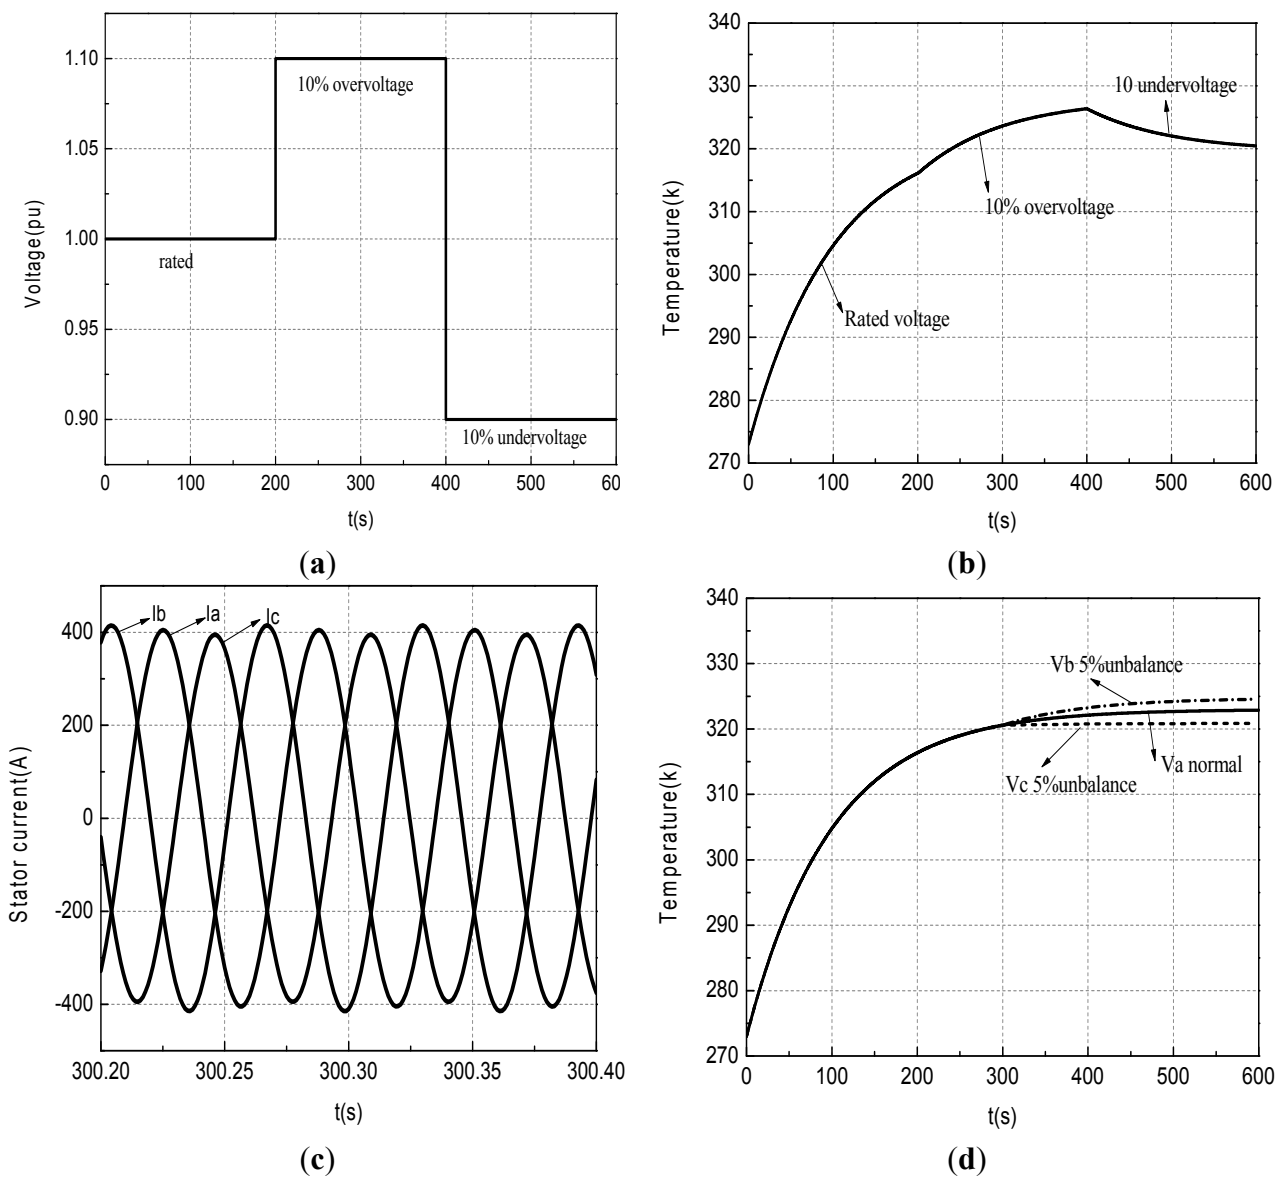 1.10
1.05
1.00
0.95
0.90
Voltage(pu)
10% overvoltage
rated
10% undervoltage
0 100 200 300 400 500 600
t(s)
(a)
340
330
320
310
300
290
280
270
Temperature(k)
10 undervoltage
10% overvoltage
Rated voltage
0 100 200 300 400 500 600
t(s)
(b)
400
200
0
-200
-400
Stator current(A)
Ib Ia Ic
300.20 300.25 300.30 300.35 300.40
t(s)
(c)
340
330
320
310
300
290
280
270
Temperature(k)
Vb 5%unbalance
Va normal
Vc 5%unbalance
0 100 200 300 400 500 600
t(s)
(d)